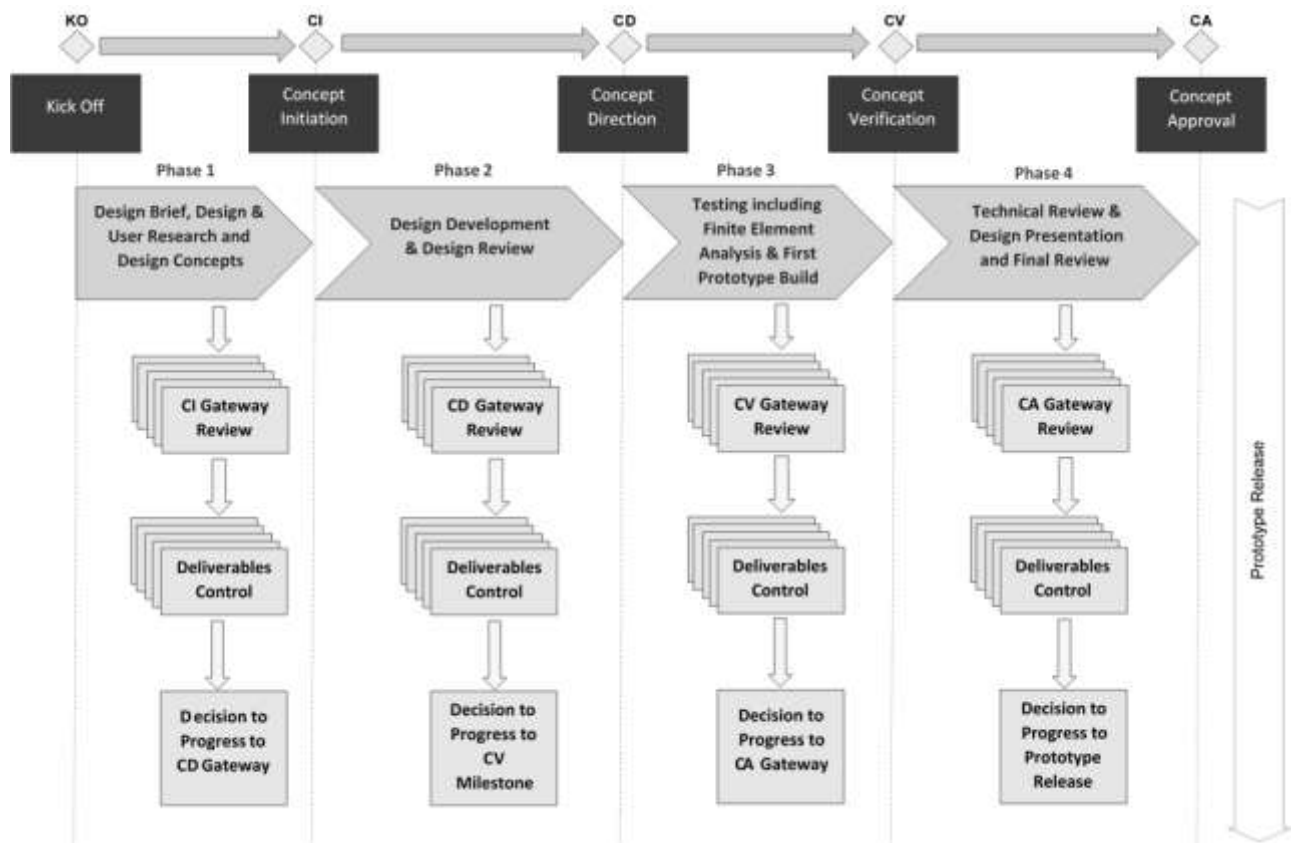 KO
CI
CD
CV
CA
Kick Off
Concept
Initiation
Concept
Direction
Concept
Verification
Concept
Approval
Phase 1
Phase 2
Phase 3
Phase 4
Design Brief, Design &
User Research and
Design Concepts
Design Development
& Design Review
Testing including
Finite Element
Analysis & First
Prototype Build
Technical Review &
Design Presentation
and Final Review
CI Gateway
Review
CD Gateway
Review
CV Gateway
Review
CA Gateway
Review
Deliverables
Control
Deliverables
Control
Deliverables
Control
Deliverables
Control
Decision to
Progress to
CD Gateway
Decision to
Progress to
CV
Milestone
Decision to
Progress to
CA Gateway
Decision to
Progress to
Prototype
Release
Prototype Release